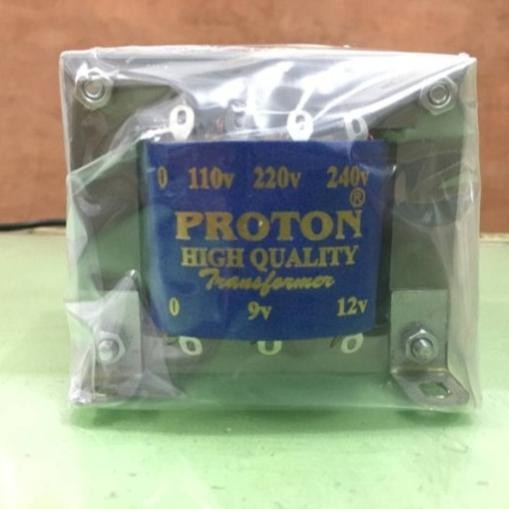 0 110v 220v 240v
PROTON®
HIGH QUALITY
Transformer
0 9v 12v